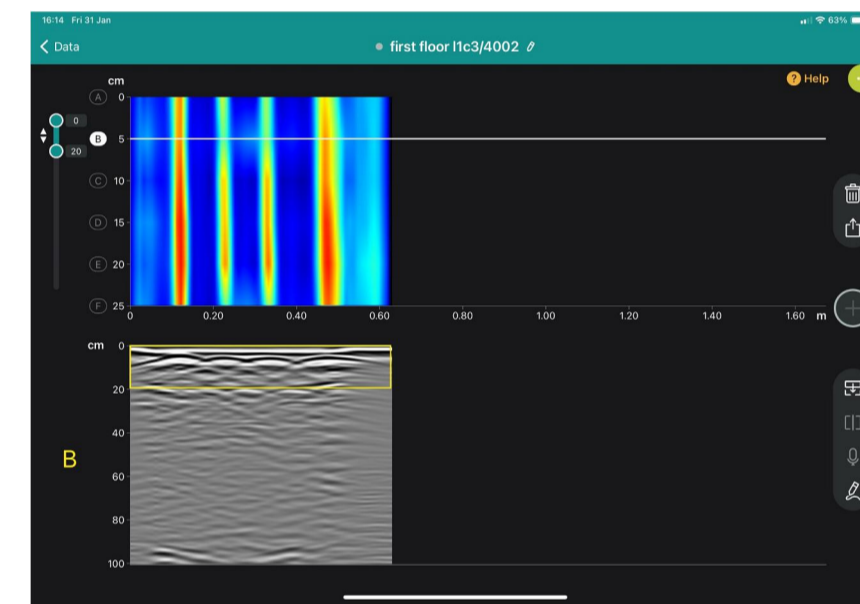 16:14 Fri 31 Jan
63%
Data
first floor l1c3/4002
Help
cm
A 0
0
B 5
20
C 10
D 15
E 20
F 25
0 0.20 0.40 0.60 0.80 1.00 1.20 1.40 1.60 m
cm 0
20
40
B
60
80
100